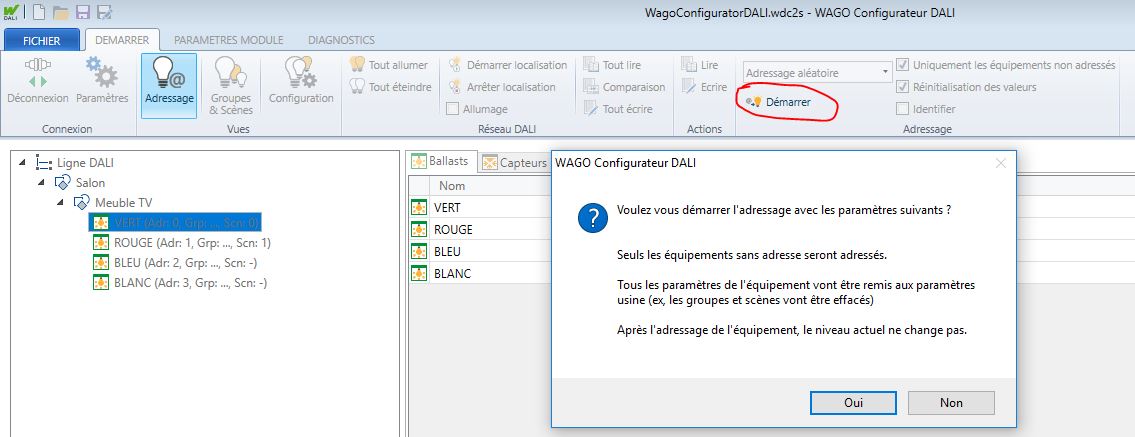 WagoConfiguratorDALI.wdc2s - WAGO Configurateur DALI
DALI
FICHIER DEMARRER PARAMETRES MODULE DIAGNOSTICS
Déconnexion Paramètres
Connexion
Adressage Groupes & Scènes Configuration
Vues
Tout allumer
Tout éteindre
Démarrer localisation
Arrêter localisation
Allumage
Réseau DALI
Tout lire
Comparaison
Tout écrire
Lire
Ecrire
Actions
Adressage aléatoire
Démarrer
Uniquement les équipements non adressés
Réinitialisation des valeurs
Identifier
Adressage
Ligne DALI
Salon
Meuble TV
VERT (Adr: 0, Grp: ..., Scn: 0)
ROUGE (Adr: 1, Grp: ..., Scn: 1)
BLEU (Adr: 2, Grp: ..., Scn: -)
BLANC (Adr: 3, Grp: ..., Scn: -)
Ballasts Capteurs
Nom
VERT
ROUGE
BLEU
BLANC
WAGO Configurateur DALI
Voulez vous démarrer l'adressage avec les paramètres suivants ?
Seuls les équipements sans adresse seront adressés.
Tous les paramètres de l'équipement vont être remis aux paramètres
usine (ex, les groupes et scènes vont être effacés)
Après l'adressage de l'équipement, le niveau actuel ne change pas.
Oui Non